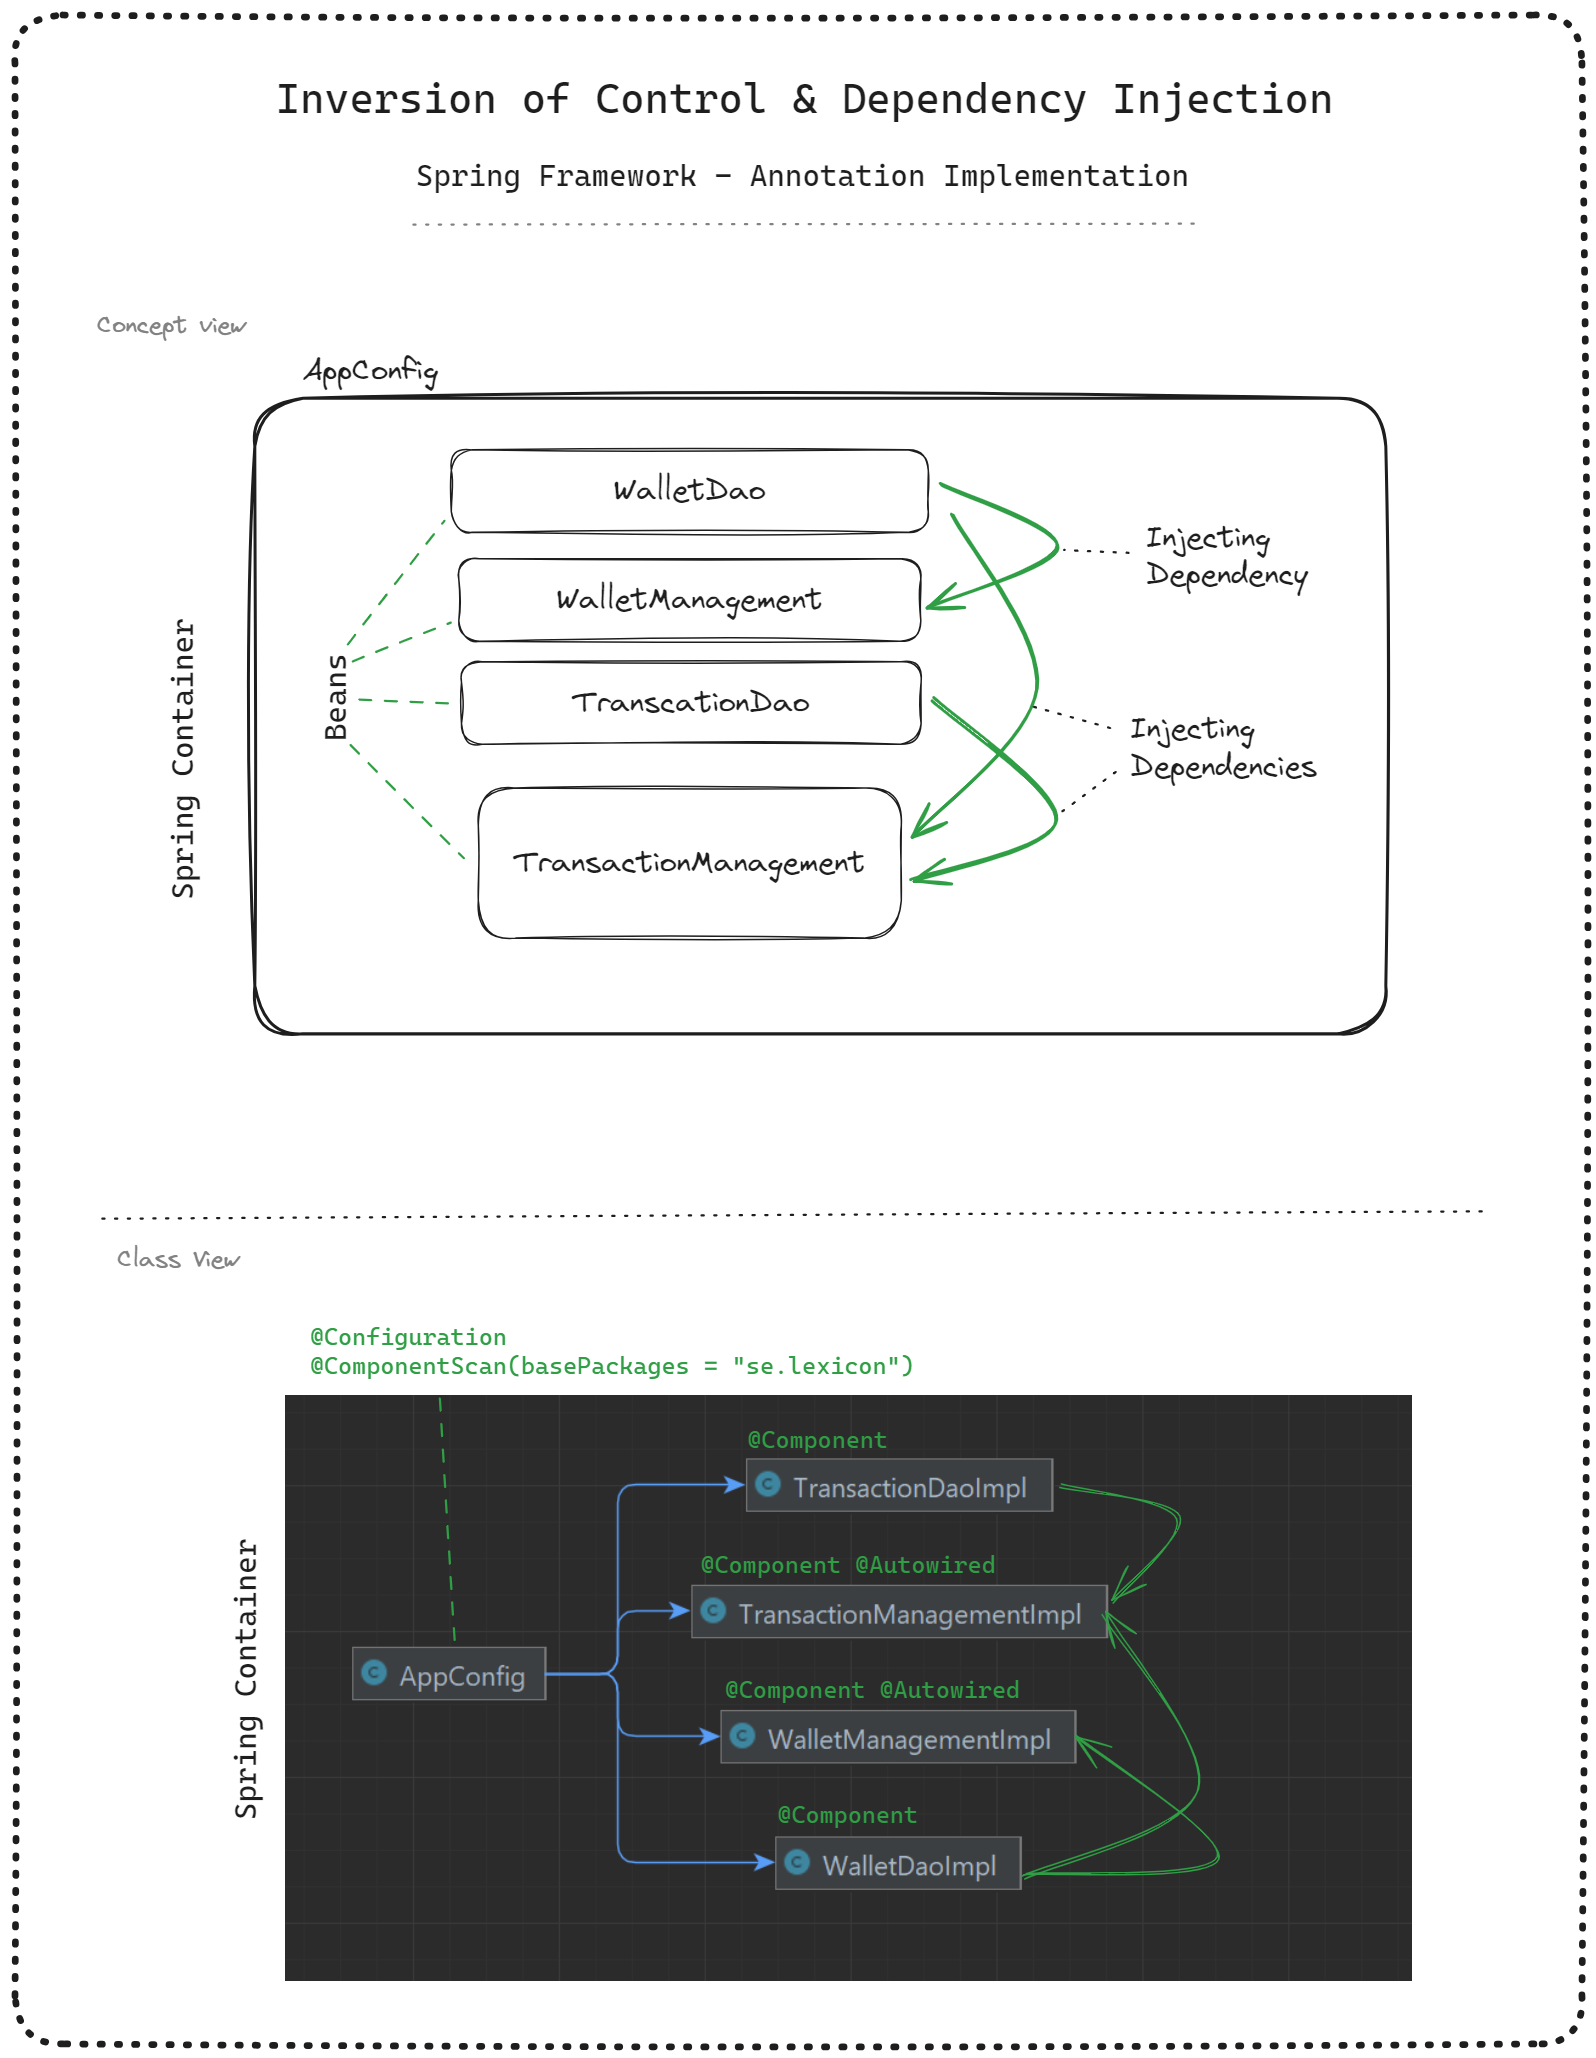 Inversion of Control & Dependency Injection
Spring Framework - Annotation Implementation
Concept view
AppConfig
Spring Container
Beans
WalletDao
WalletManagement
TranscationDao
TransactionManagement
Injecting
Dependency
Injecting
Dependencies
Class View
@Configuration
@ComponentScan(basePackages = "se.lexicon")
Spring Container
AppConfig
@Component
TransactionDaoImpl
@Component @Autowired
TransactionManagementImpl
@Component @Autowired
WalletManagementImpl
@Component
WalletDaoImpl